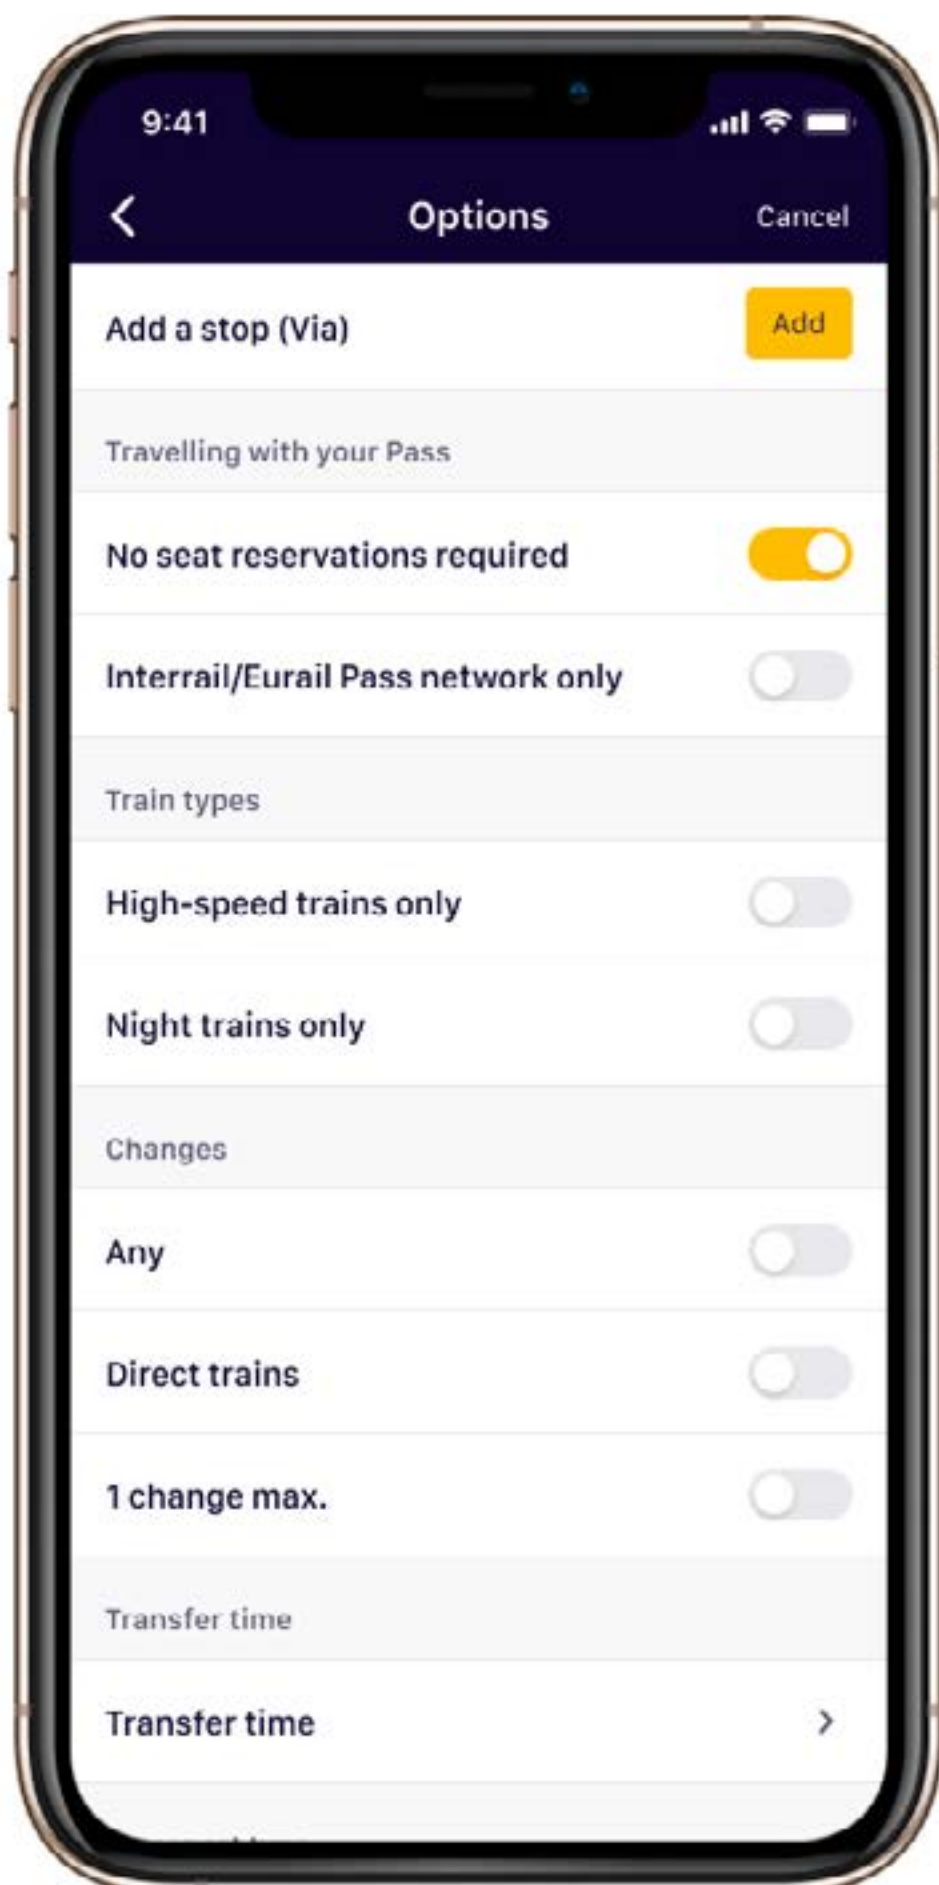 9:41
Options
Cancel
Add a stop (Via)
Add
Travelling with your Pass
No seat reservations required
Interrail/Eurail Pass network only
Train types
High-speed trains only
Night trains only
Changes
Any
Direct trains
1 change max.
Transfer time
Transfer time